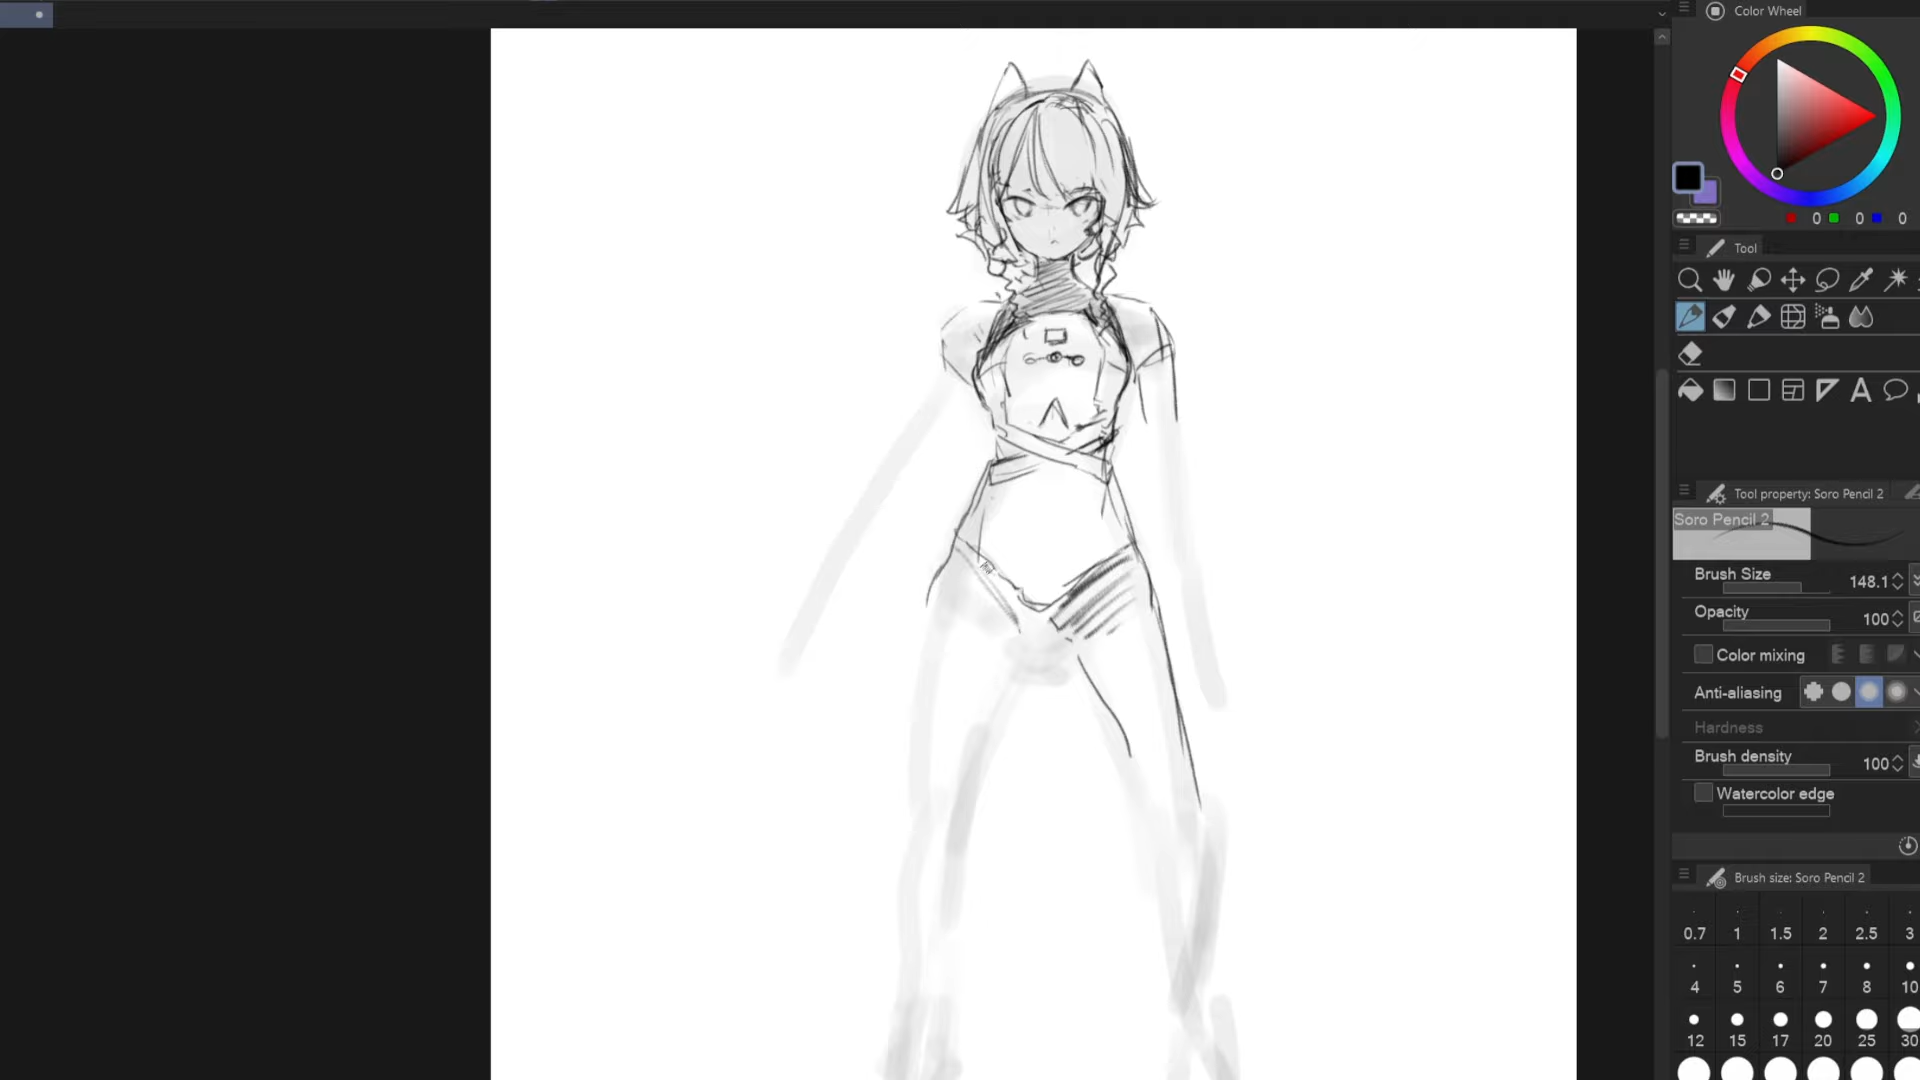 Color Wheel
0 0 0
Tool
Tool property: Soro Pencil 2
Soro Pencil 2
Brush Size 148.1
Opacity 100
Color mixing
Anti-aliasing
Hardness
Brush density 100
Watercolor edge
Brush size: Soro Pencil 2
0.7 1 1.5 2 2.5 3
4 5 6 7 8 10
12 15 17 20 25 30